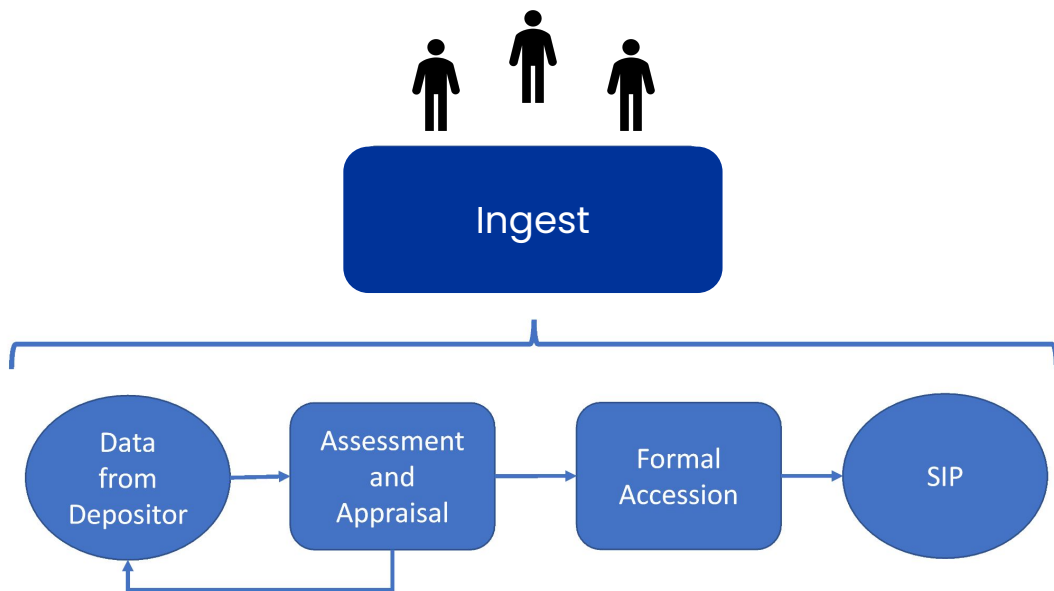 Ingest
Data
from
Depositor
Assessment
and
Appraisal
Formal
Accession
SIP